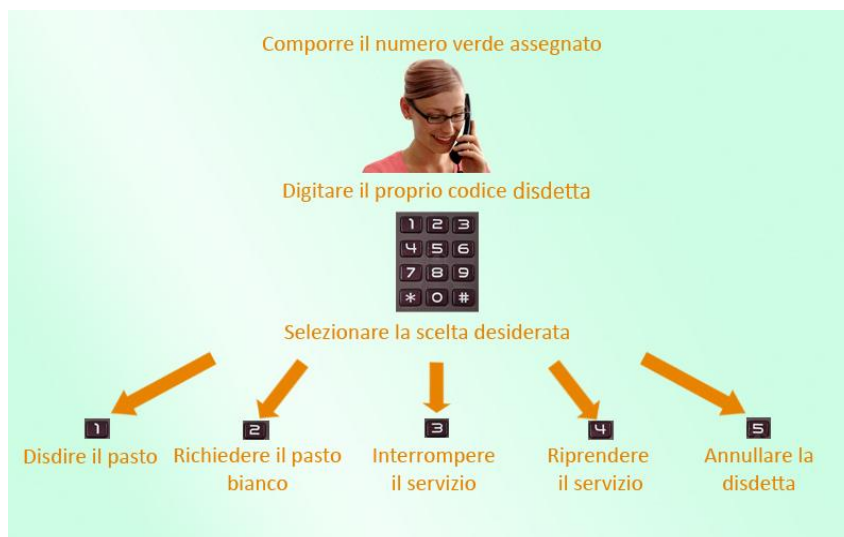 Comporre il numero verde assegnato
Digitare il proprio codice disdetta
1 2 3
4 5 6
7 8 9
* 0 #
Selezionare la scelta desiderata
1
Disdire il pasto
2
Richiedere il pasto
bianco
3
Interrompere
il servizio
4
Riprendere
il servizio
5
Annullare la
disdetta